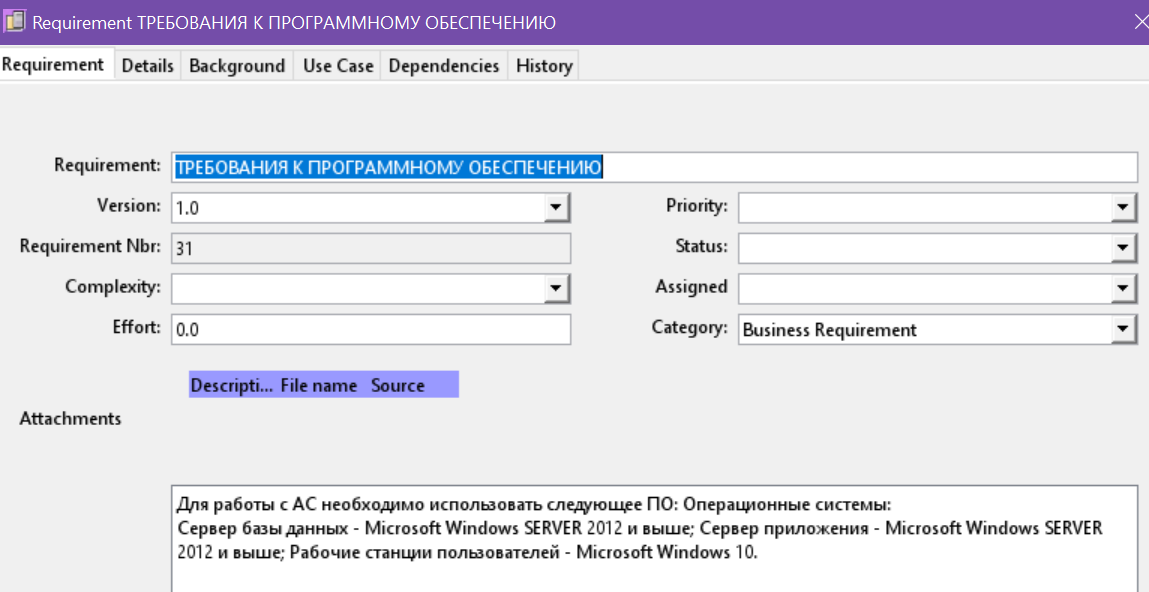 Requirement ТРЕБОВАНИЯ К ПРОГРАММНОМУ ОБЕСПЕЧЕНИЮ
Requirement Details Background Use Case Dependencies History
Requirement: ТРЕБОВАНИЯ К ПРОГРАММНОМУ ОБЕСПЕЧЕНИЮ
Version: 1.0 Priority:
Requirement Nbr: 31 Status:
Complexity: Assigned
Effort: 0.0 Category: Business Requirement
Descripti... File name Source
Attachments
Для работы с АС необходимо использовать следующее ПО: Операционные системы:
Сервер базы данных - Microsoft Windows SERVER 2012 и выше; Сервер приложения - Microsoft Windows SERVER
2012 и выше; Рабочие станции пользователей - Microsoft Windows 10.